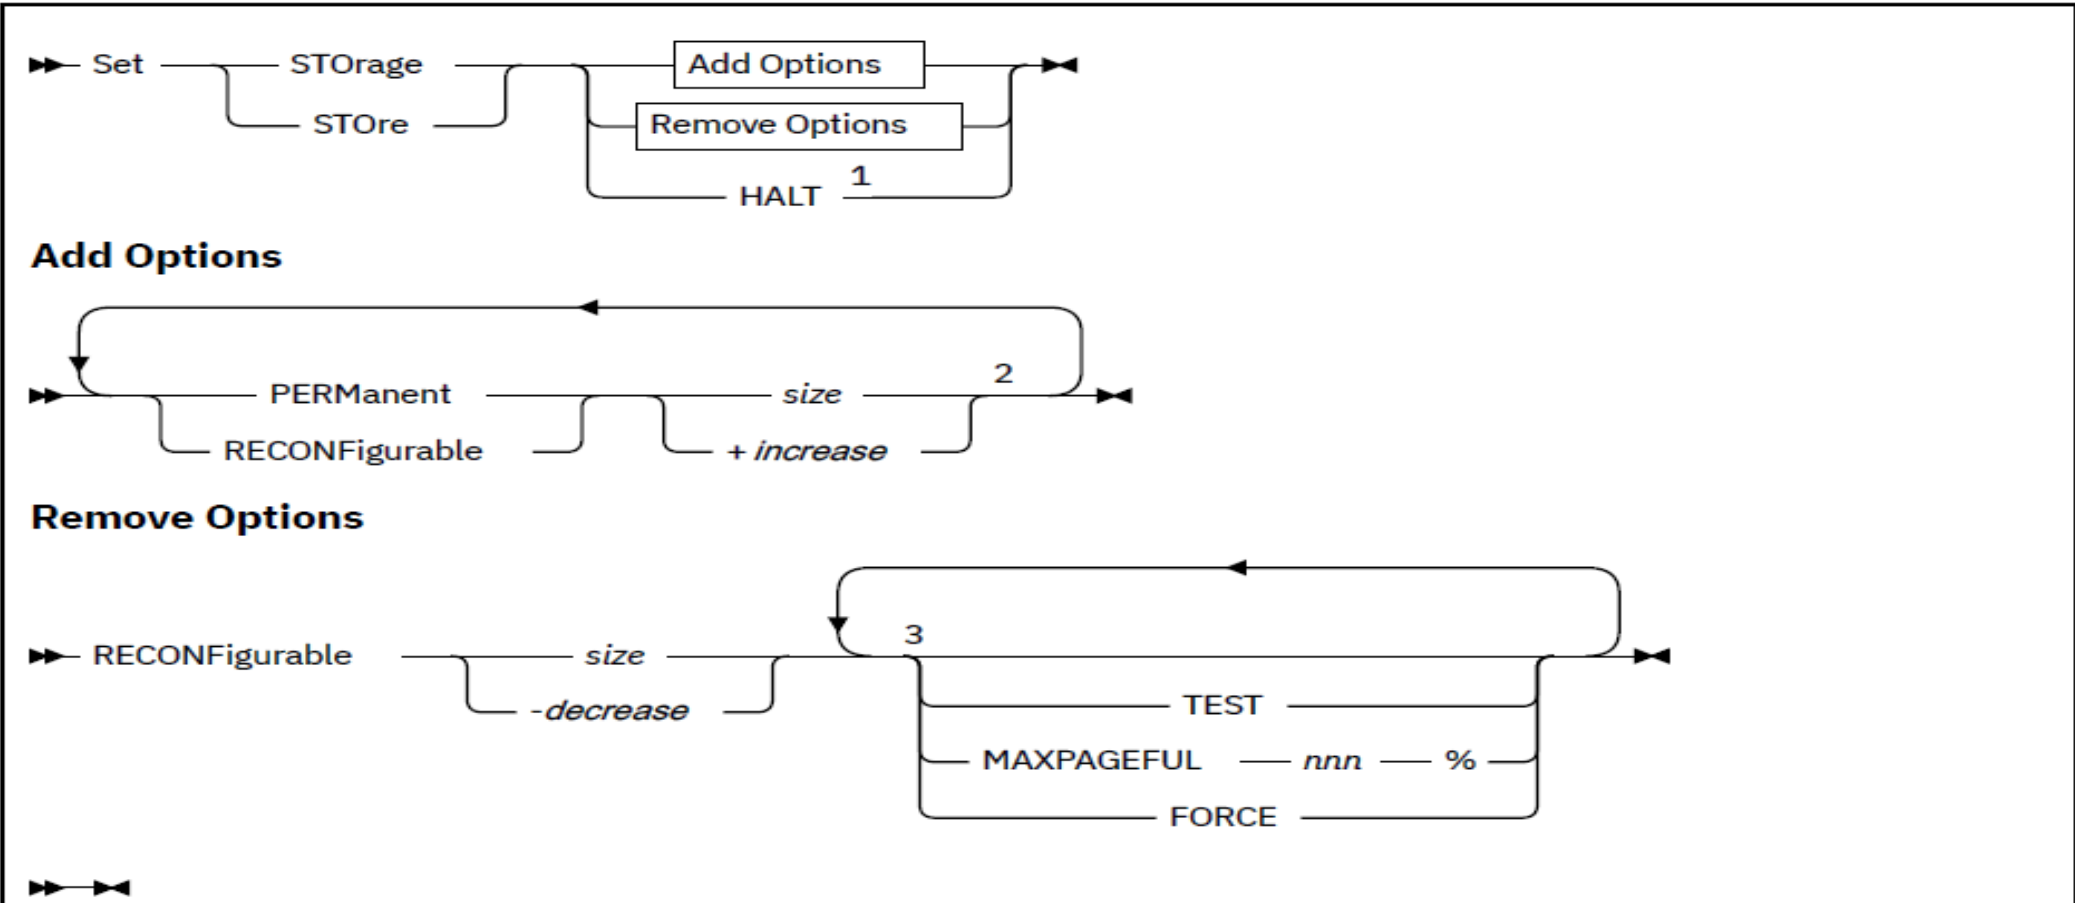 Set STOrage Add Options
STOre Remove Options
HALT 1
Add Options
PERManent size 2
RECONFigurable + increase
Remove Options
RECONFigurable size 3
-decrease TEST
MAXPAGEFUL nnn %
FORCE